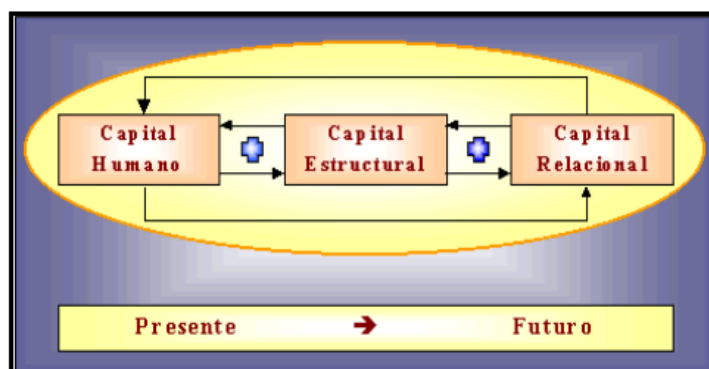 Capital
Humano
Capital
Estructural
Capital
Relacional
Presente ➔ Futuro